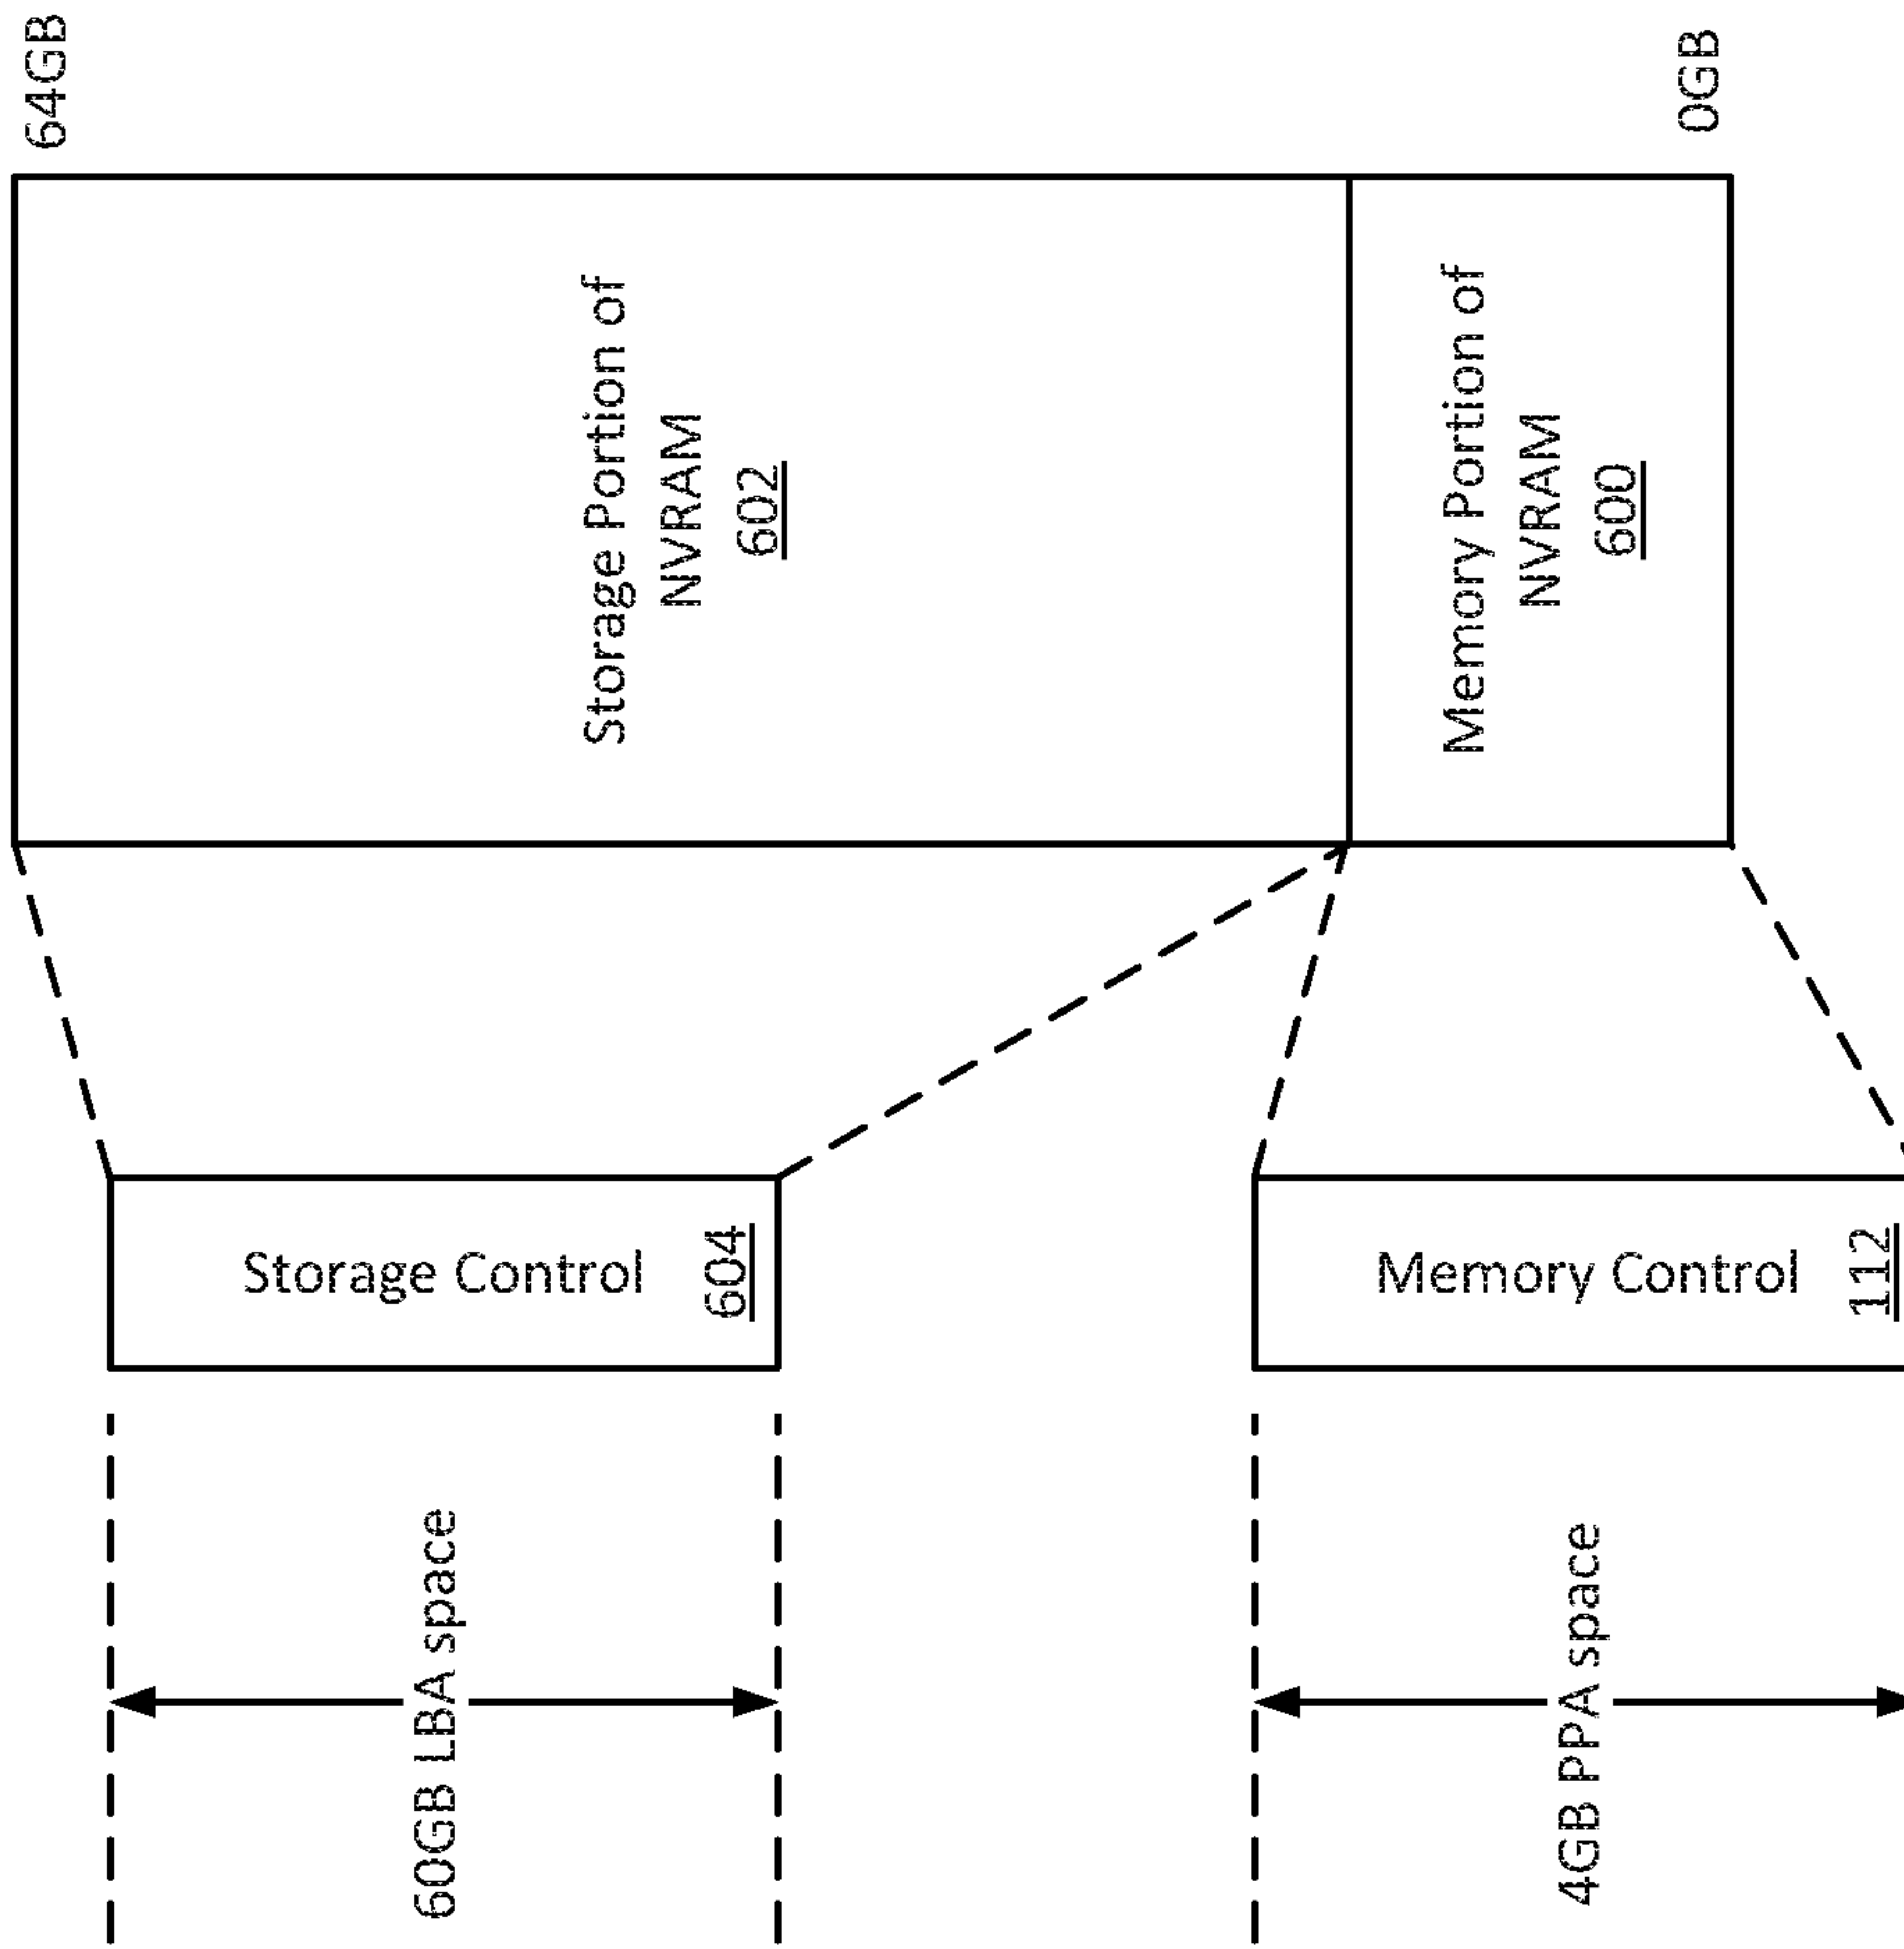 64GB
Storage Portion of
NVRAM
602
Memory Portion of
NVRAM
600
0GB
Storage Control
604
Memory Control
112
60GB LBA space
4GB PPA space